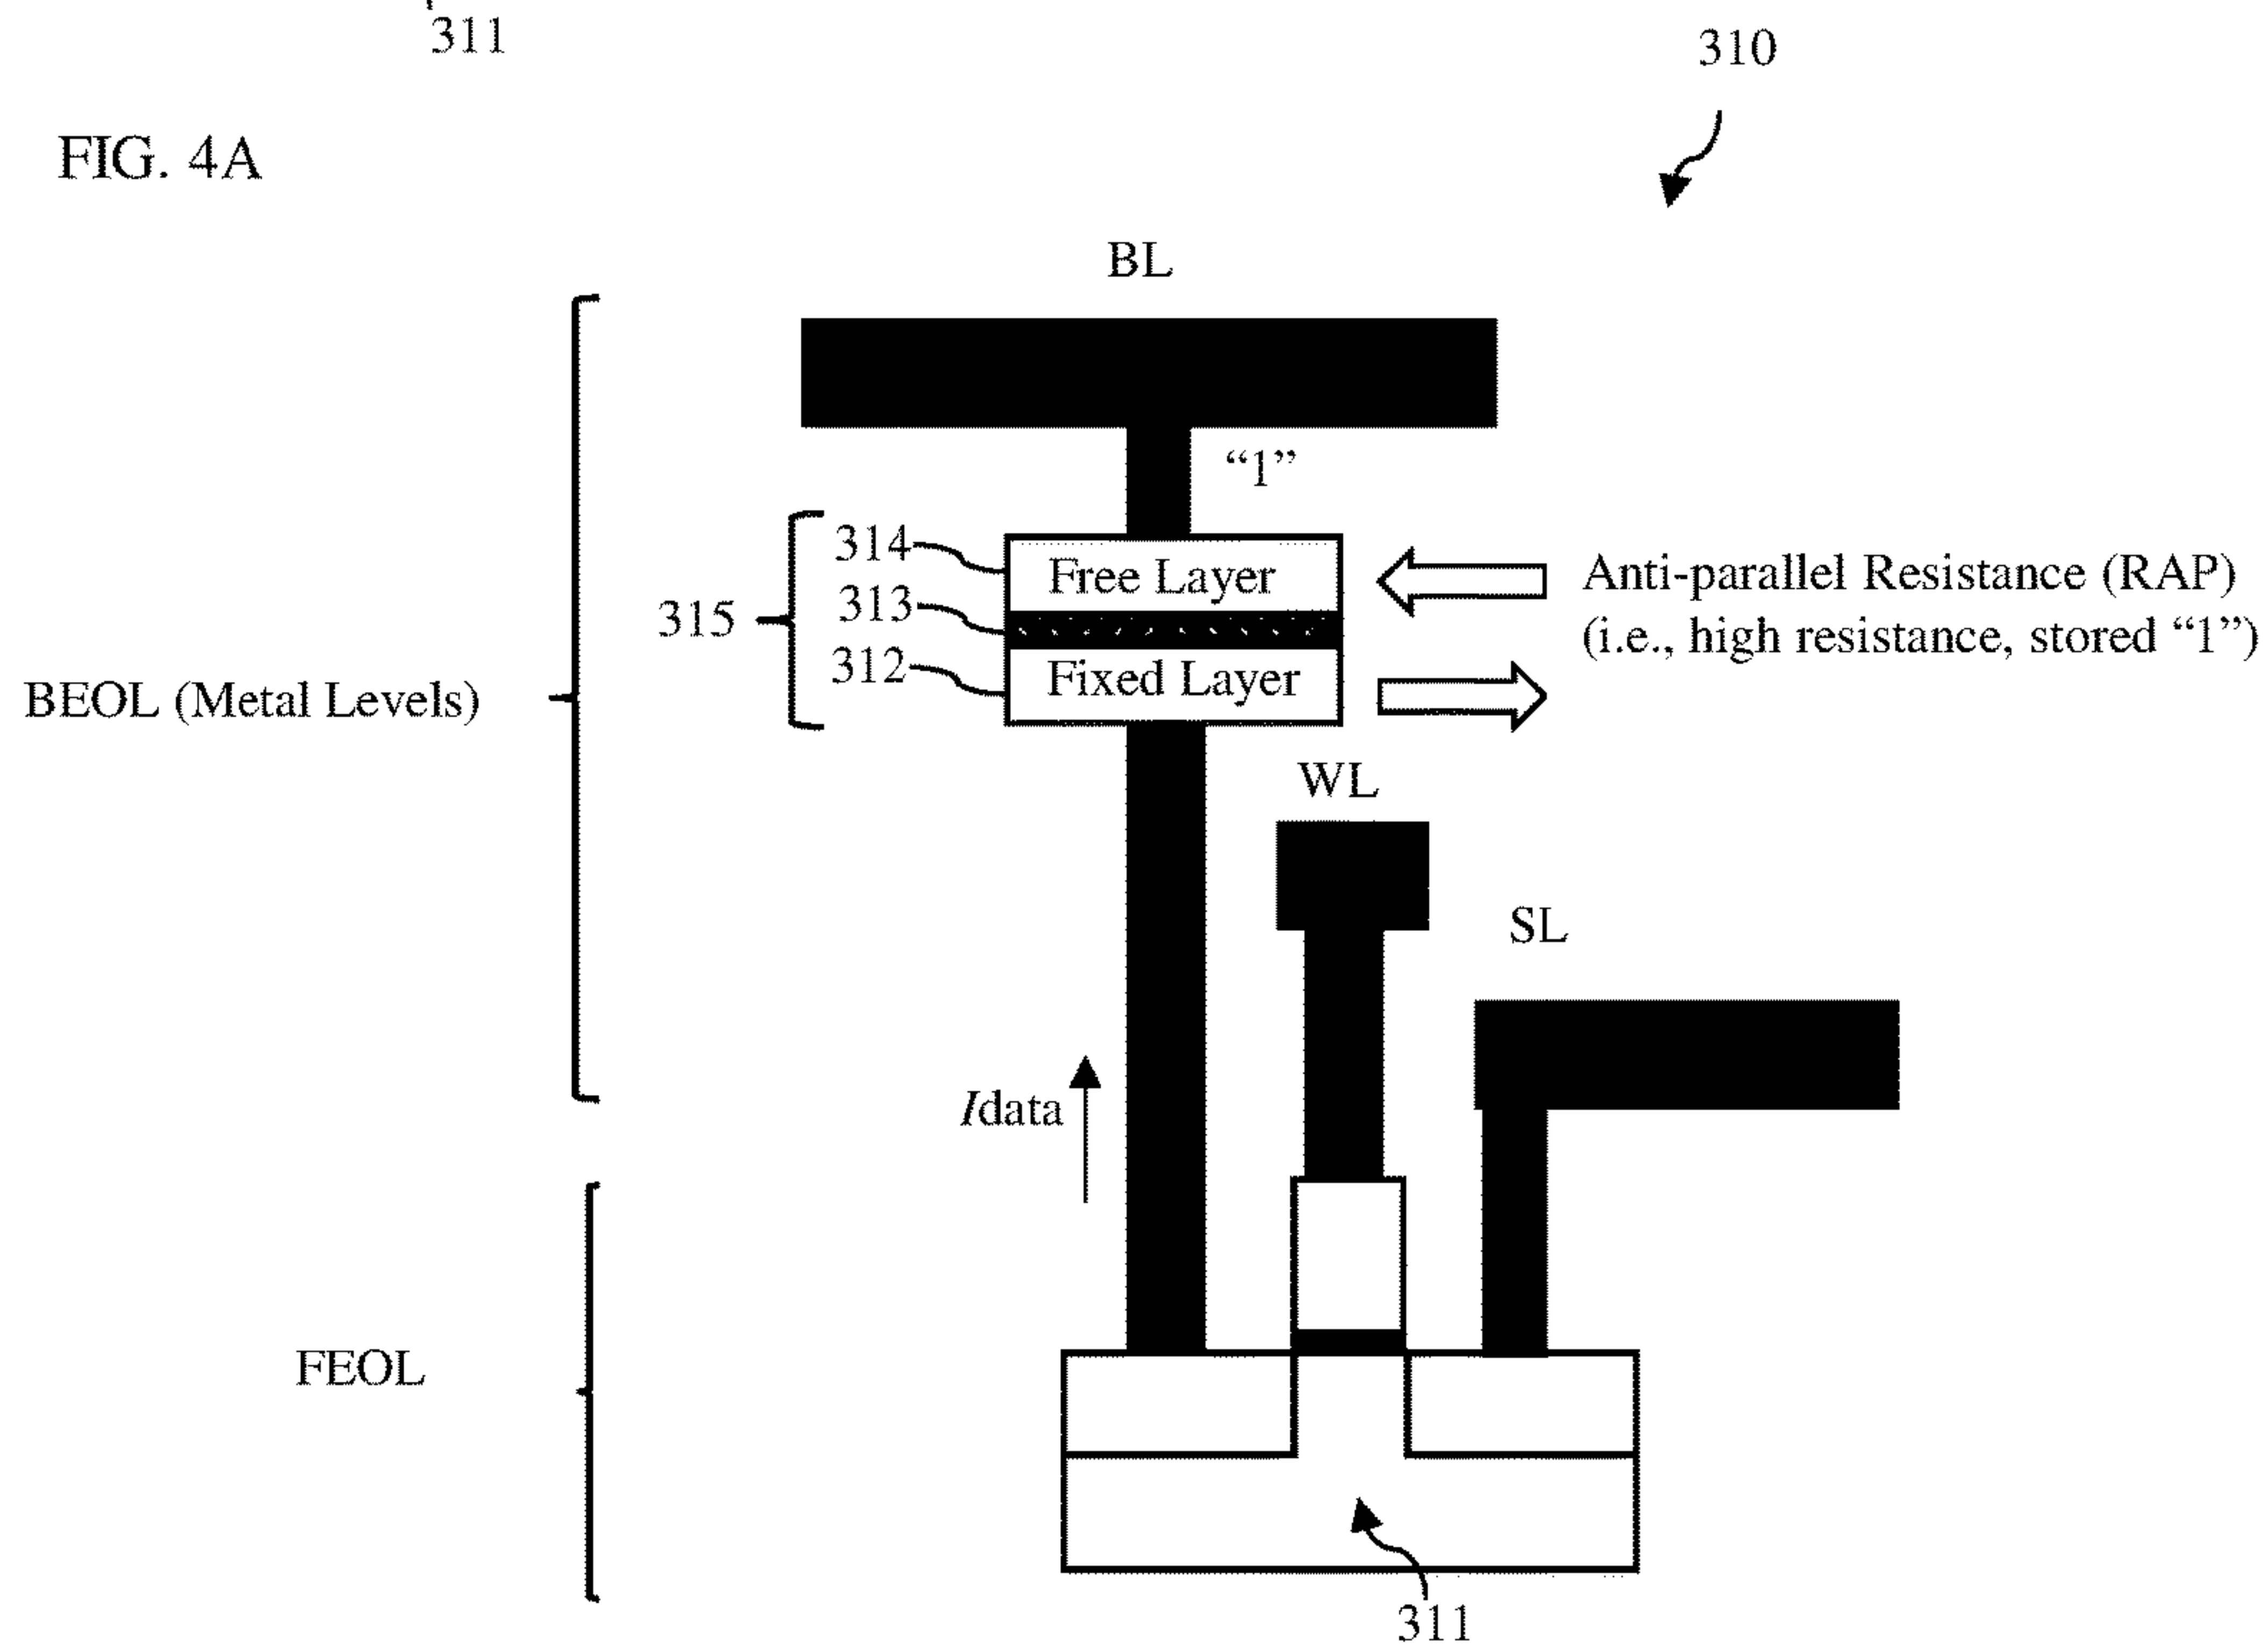 311
310
FIG. 4A
BL
“1”
314
Free Layer
Anti-parallel Resistance (RAP)
(i.e., high resistance, stored “1”)
313
315
312
Fixed Layer
BEOL (Metal Levels)
WL
SL
Idata
FEOL
311